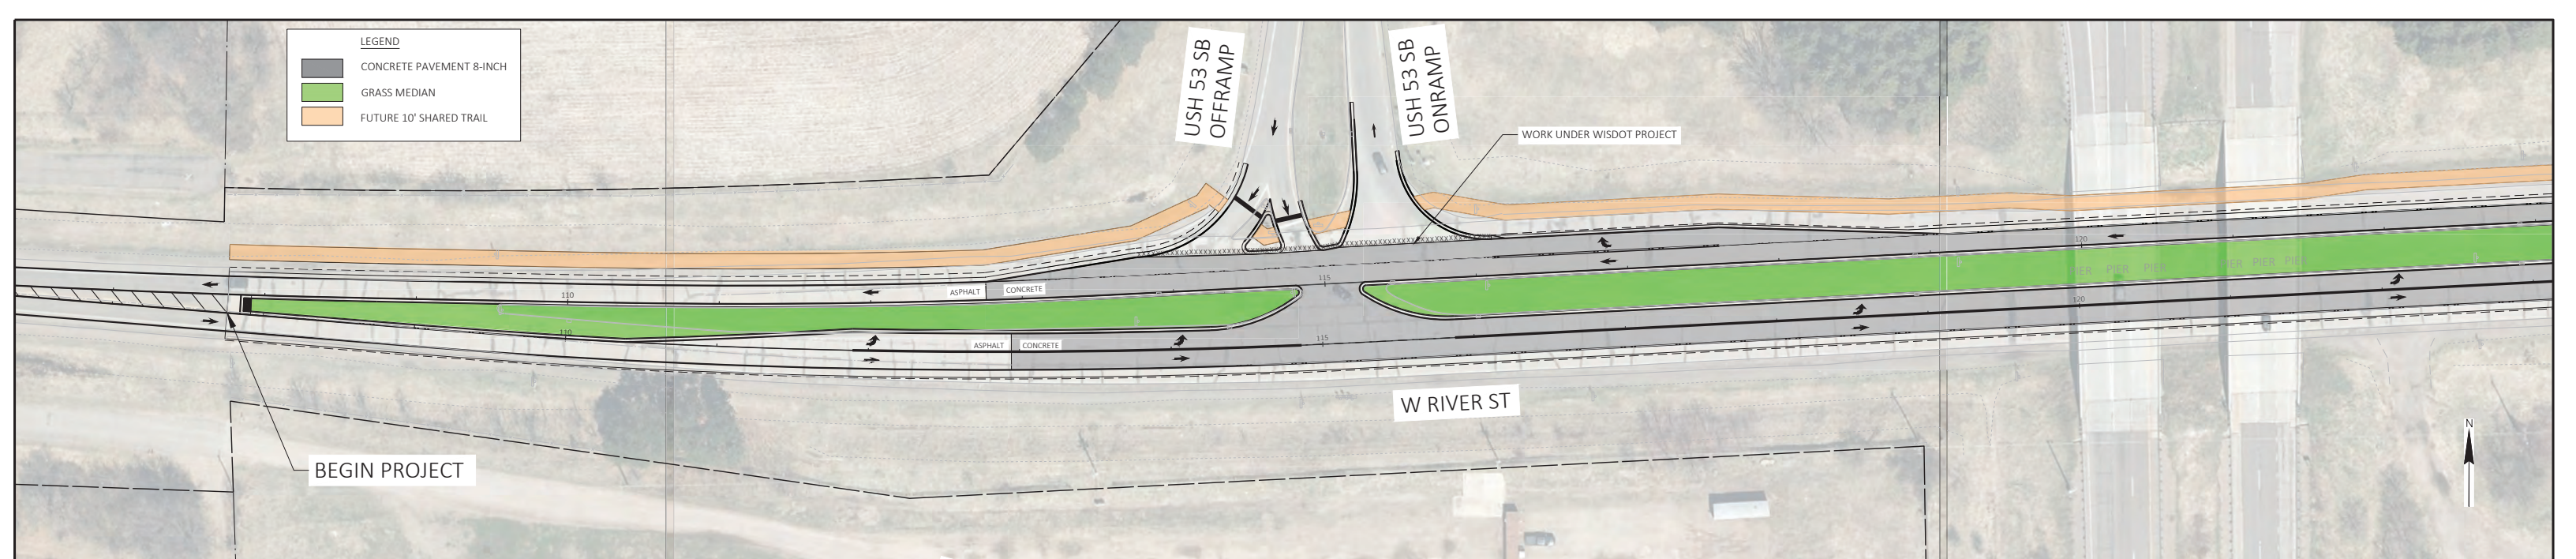 LEGEND
CONCRETE PAVEMENT 8-INCH
GRASS MEDIAN
FUTURE 10' SHARED TRAIL
USH 53 SB
OFFRAMP
USH 53 SB
ONRAMP
WORK UNDER WISDOT PROJECT
120
PIER PIER PIER
PIER PIER PIER
115
110
ASPHALT CONCRETE
120
110
115
ASPHALT CONCRETE
W RIVER ST
BEGIN PROJECT
N